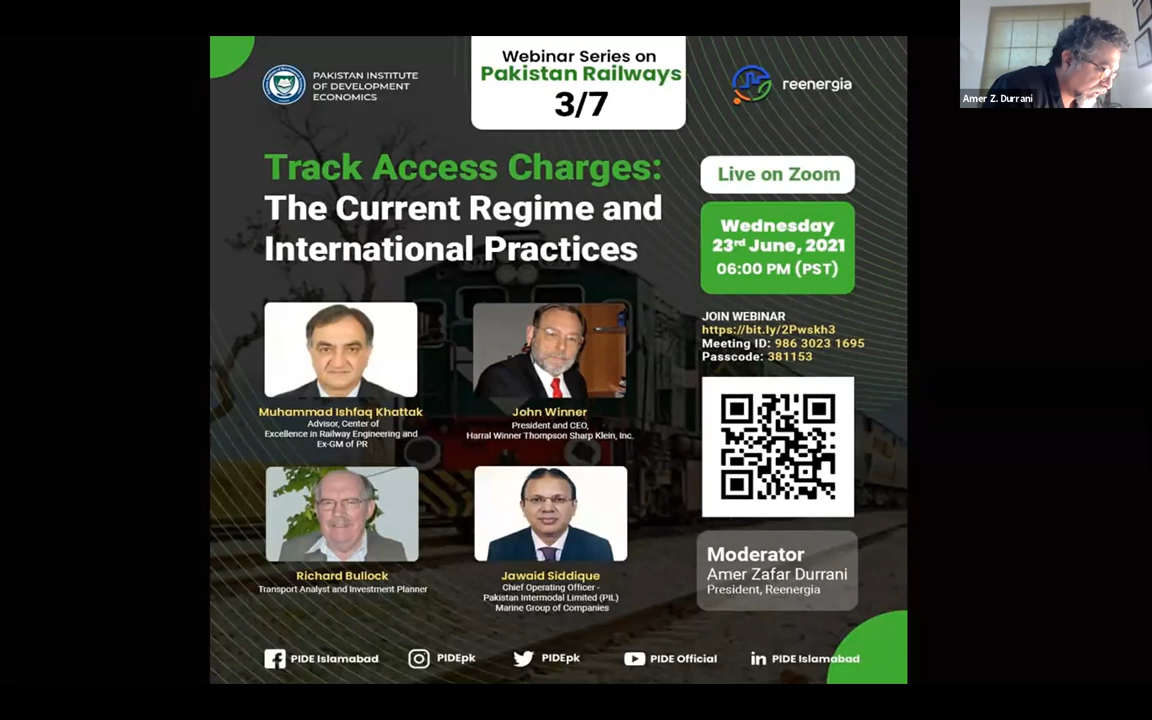 PAKISTAN INSTITUTE
OF DEVELOPMENT
ECONOMICS
Webinar Series on
Pakistan Railways
3/7
reenergia
Amer Z. Durrani
Track Access Charges:
The Current Regime and
International Practices
Live on Zoom
Wednesday
23rd June, 2021
06:00 PM (PST)
JOIN WEBINAR
https://bit.ly/2Pwskh3
Meeting ID: 986 3023 1695
Passcode: 381153
Muhammad Ishfaq Khattak
Advisor, Center of
Excellence in Railway Engineering and
Ex-GM of PR
John Winner
President and CEO,
Harral Winner Thompson Sharp Klein, Inc.
Richard Bullock
Transport Analyst and Investment Planner
Jawaid Siddique
Chief Operating Officer -
Pakistan Intermodal Limited (PIL)
Marine Group of Companies
Moderator
Amer Zafar Durrani
President, Reenergia
PIDE Islamabad
PIDEpk
PIDEpk
PIDE Official
PIDE Islamabad